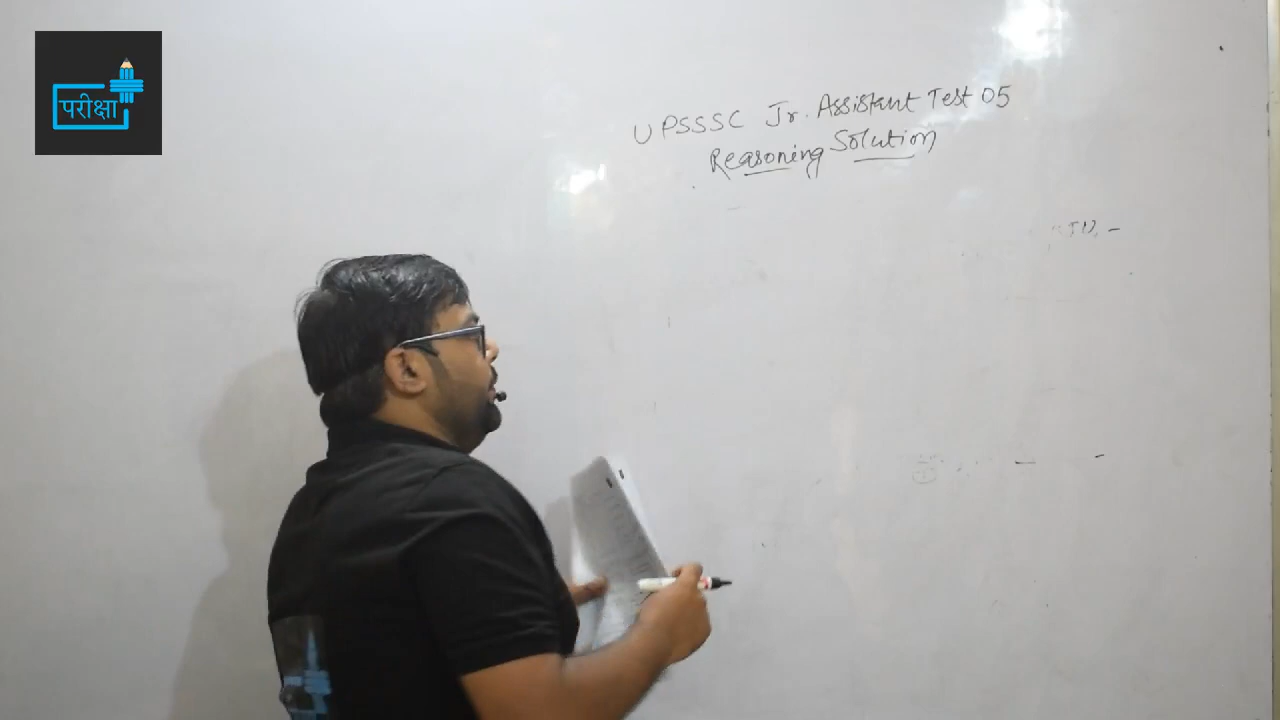 परीक्षा
UPSSSC Jr. Assistant Test 05
Reasoning Solution